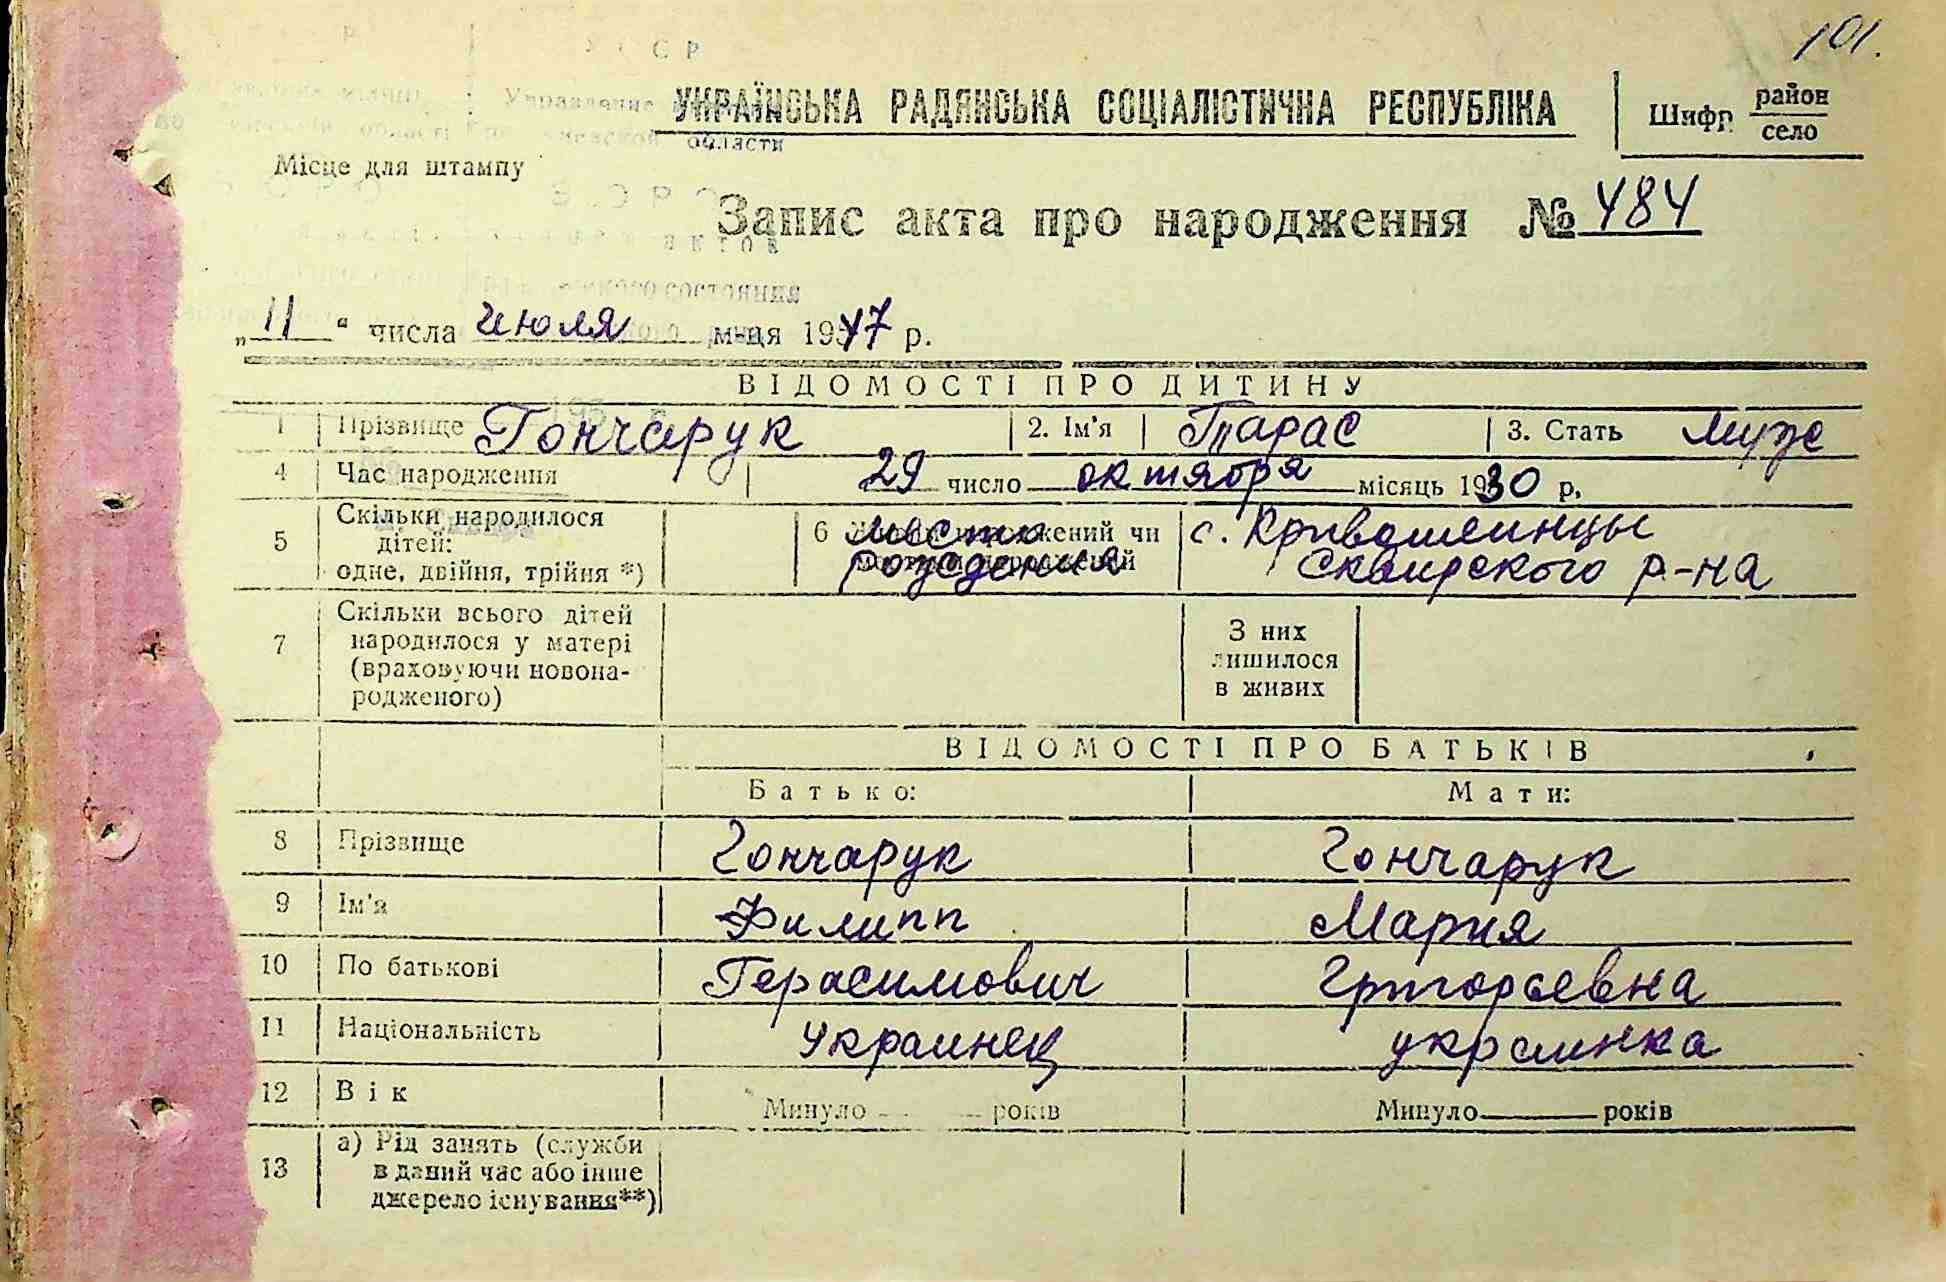 101.
У С С Р
УКРАЇНСЬКА РАДЯНСЬКА СОЦІАЛІСТИЧНА РЕСПУБЛІКА
Шифр район
село
Місце для штампу
Запис акта про народження № 484
„11“ числа июля м-ця 1947 р.
ВІДОМОСТІ ПРО ДИТИНУ
1 Прізвище Гончарук 2. Ім'я Тарас 3. Стать муж
4 Час народження 29 число октября місяць 1930 р.
5 Скільки народилося дітей: одне, двійня, трійня *) 6 место рождения с. Кривошеинцы
Сквирского р-на
7 Скільки всього дітей народилося у матері (враховуючи новонародженого) З них лишилося в живих
ВІДОМОСТІ ПРО БАТЬКІВ
Батько: Мати:
8 Прізвище Гончарук Гончарук
9 Ім'я Филипп Мария
10 По батькові Герасимович Григорьевна
11 Національність украинец украинка
12 Вік Минуло років Минуло років
13 а) Рід занять (служби
в даний час або інше
джерело існування**)